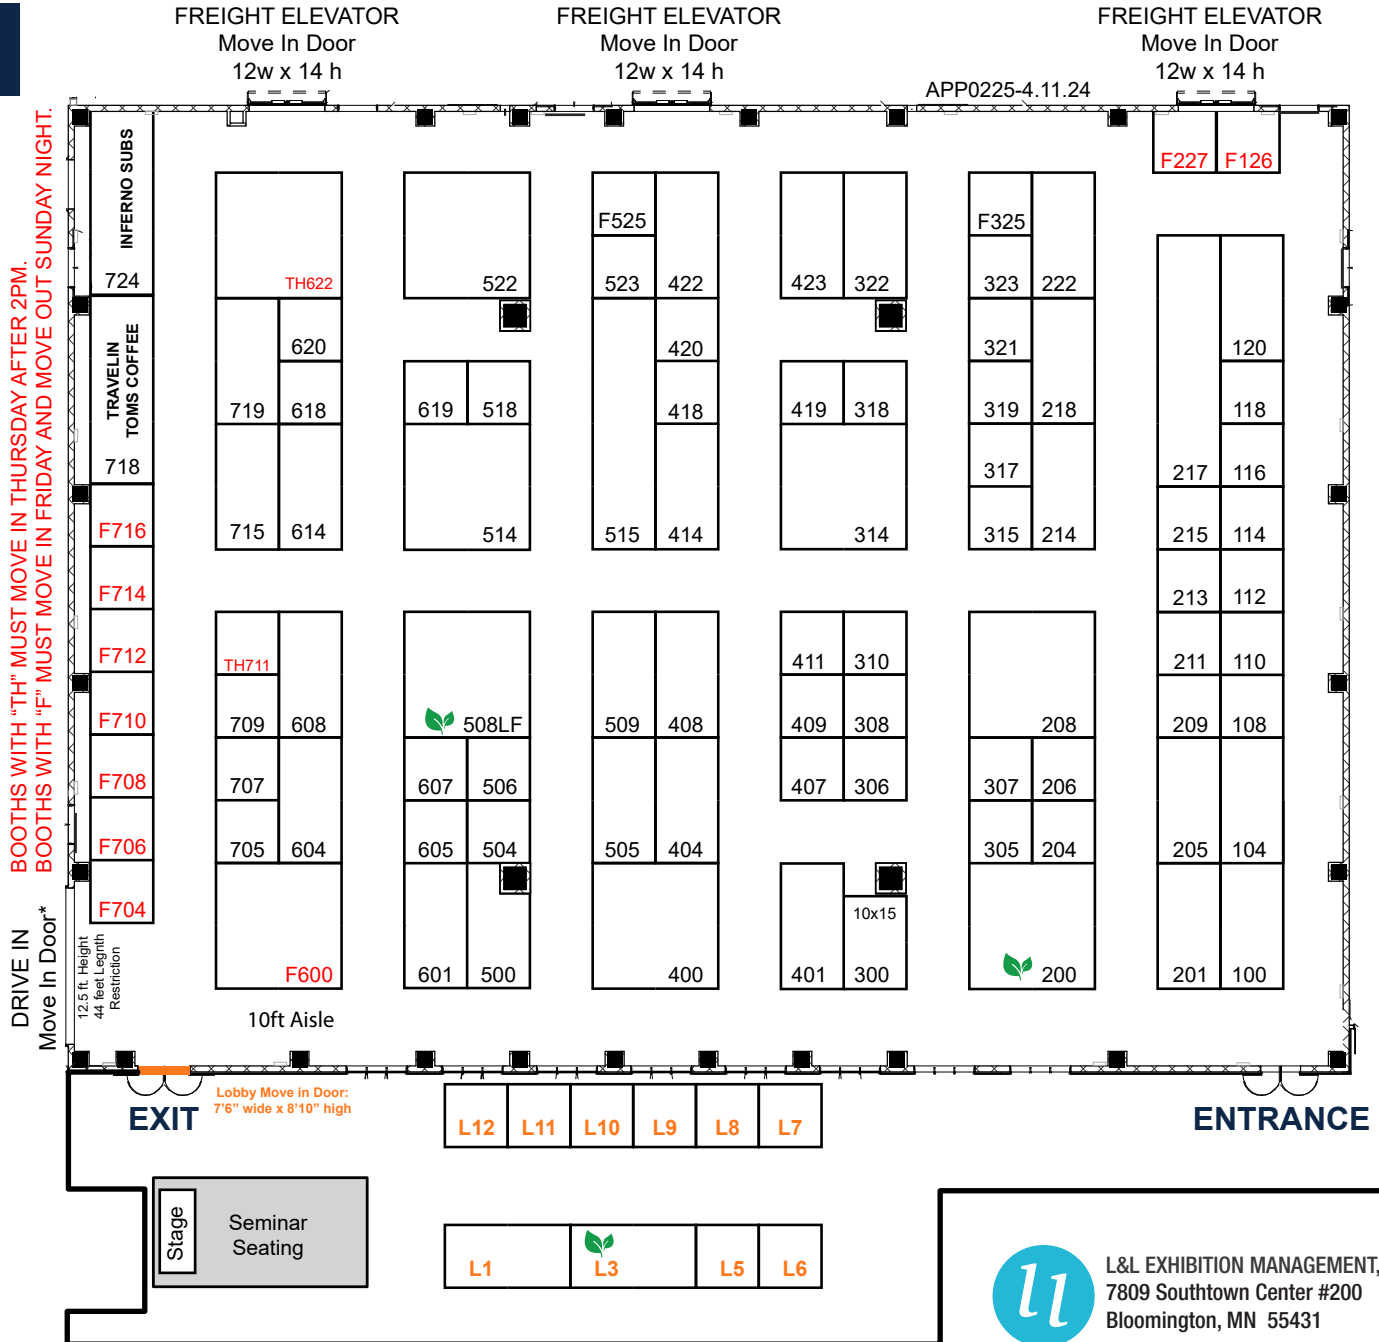 FREIGHT ELEVATOR
Move In Door
12w x 14 h
FREIGHT ELEVATOR
Move In Door
12w x 14 h
FREIGHT ELEVATOR
Move In Door
12w x 14 h
APP0225-4.11.24
BOOTHS WITH "TH" MUST MOVE IN THURSDAY AFTER 2PM.
BOOTHS WITH "F" MUST MOVE IN FRIDAY AND MOVE OUT SUNDAY NIGHT.
INFERNO SUBS
724
TRAVELIN
TOMS COFFEE
718
F716
F714
F712
F710
F708
F706
F704
DRIVE IN
Move In Door*
12.5 ft. Height
44 feet Legnth
Restriction
TH622
620
719
618
715
614
TH711
709
608
707
705
604
F600
10ft Aisle
522
619
518
514
508LF
607
506
605
504
601
500
F525
523
422
420
418
515
414
509
408
505
404
400
423
322
419
318
314
411
310
409
308
407
306
10x15
401
300
F325
323
222
321
319
218
317
315
214
208
307
206
305
204
200
F227
F126
120
118
217
116
215
114
213
112
211
110
209
108
205
104
201
100
EXIT
Lobby Move in Door:
7'6" wide x 8'10" high
ENTRANCE
L12
L11
L10
L9
L8
L7
Stage
Seminar
Seating
L1
L3
L5
L6
ll
L&L EXHIBITION MANAGEMENT,
7809 Southtown Center #200
Bloomington, MN 55431